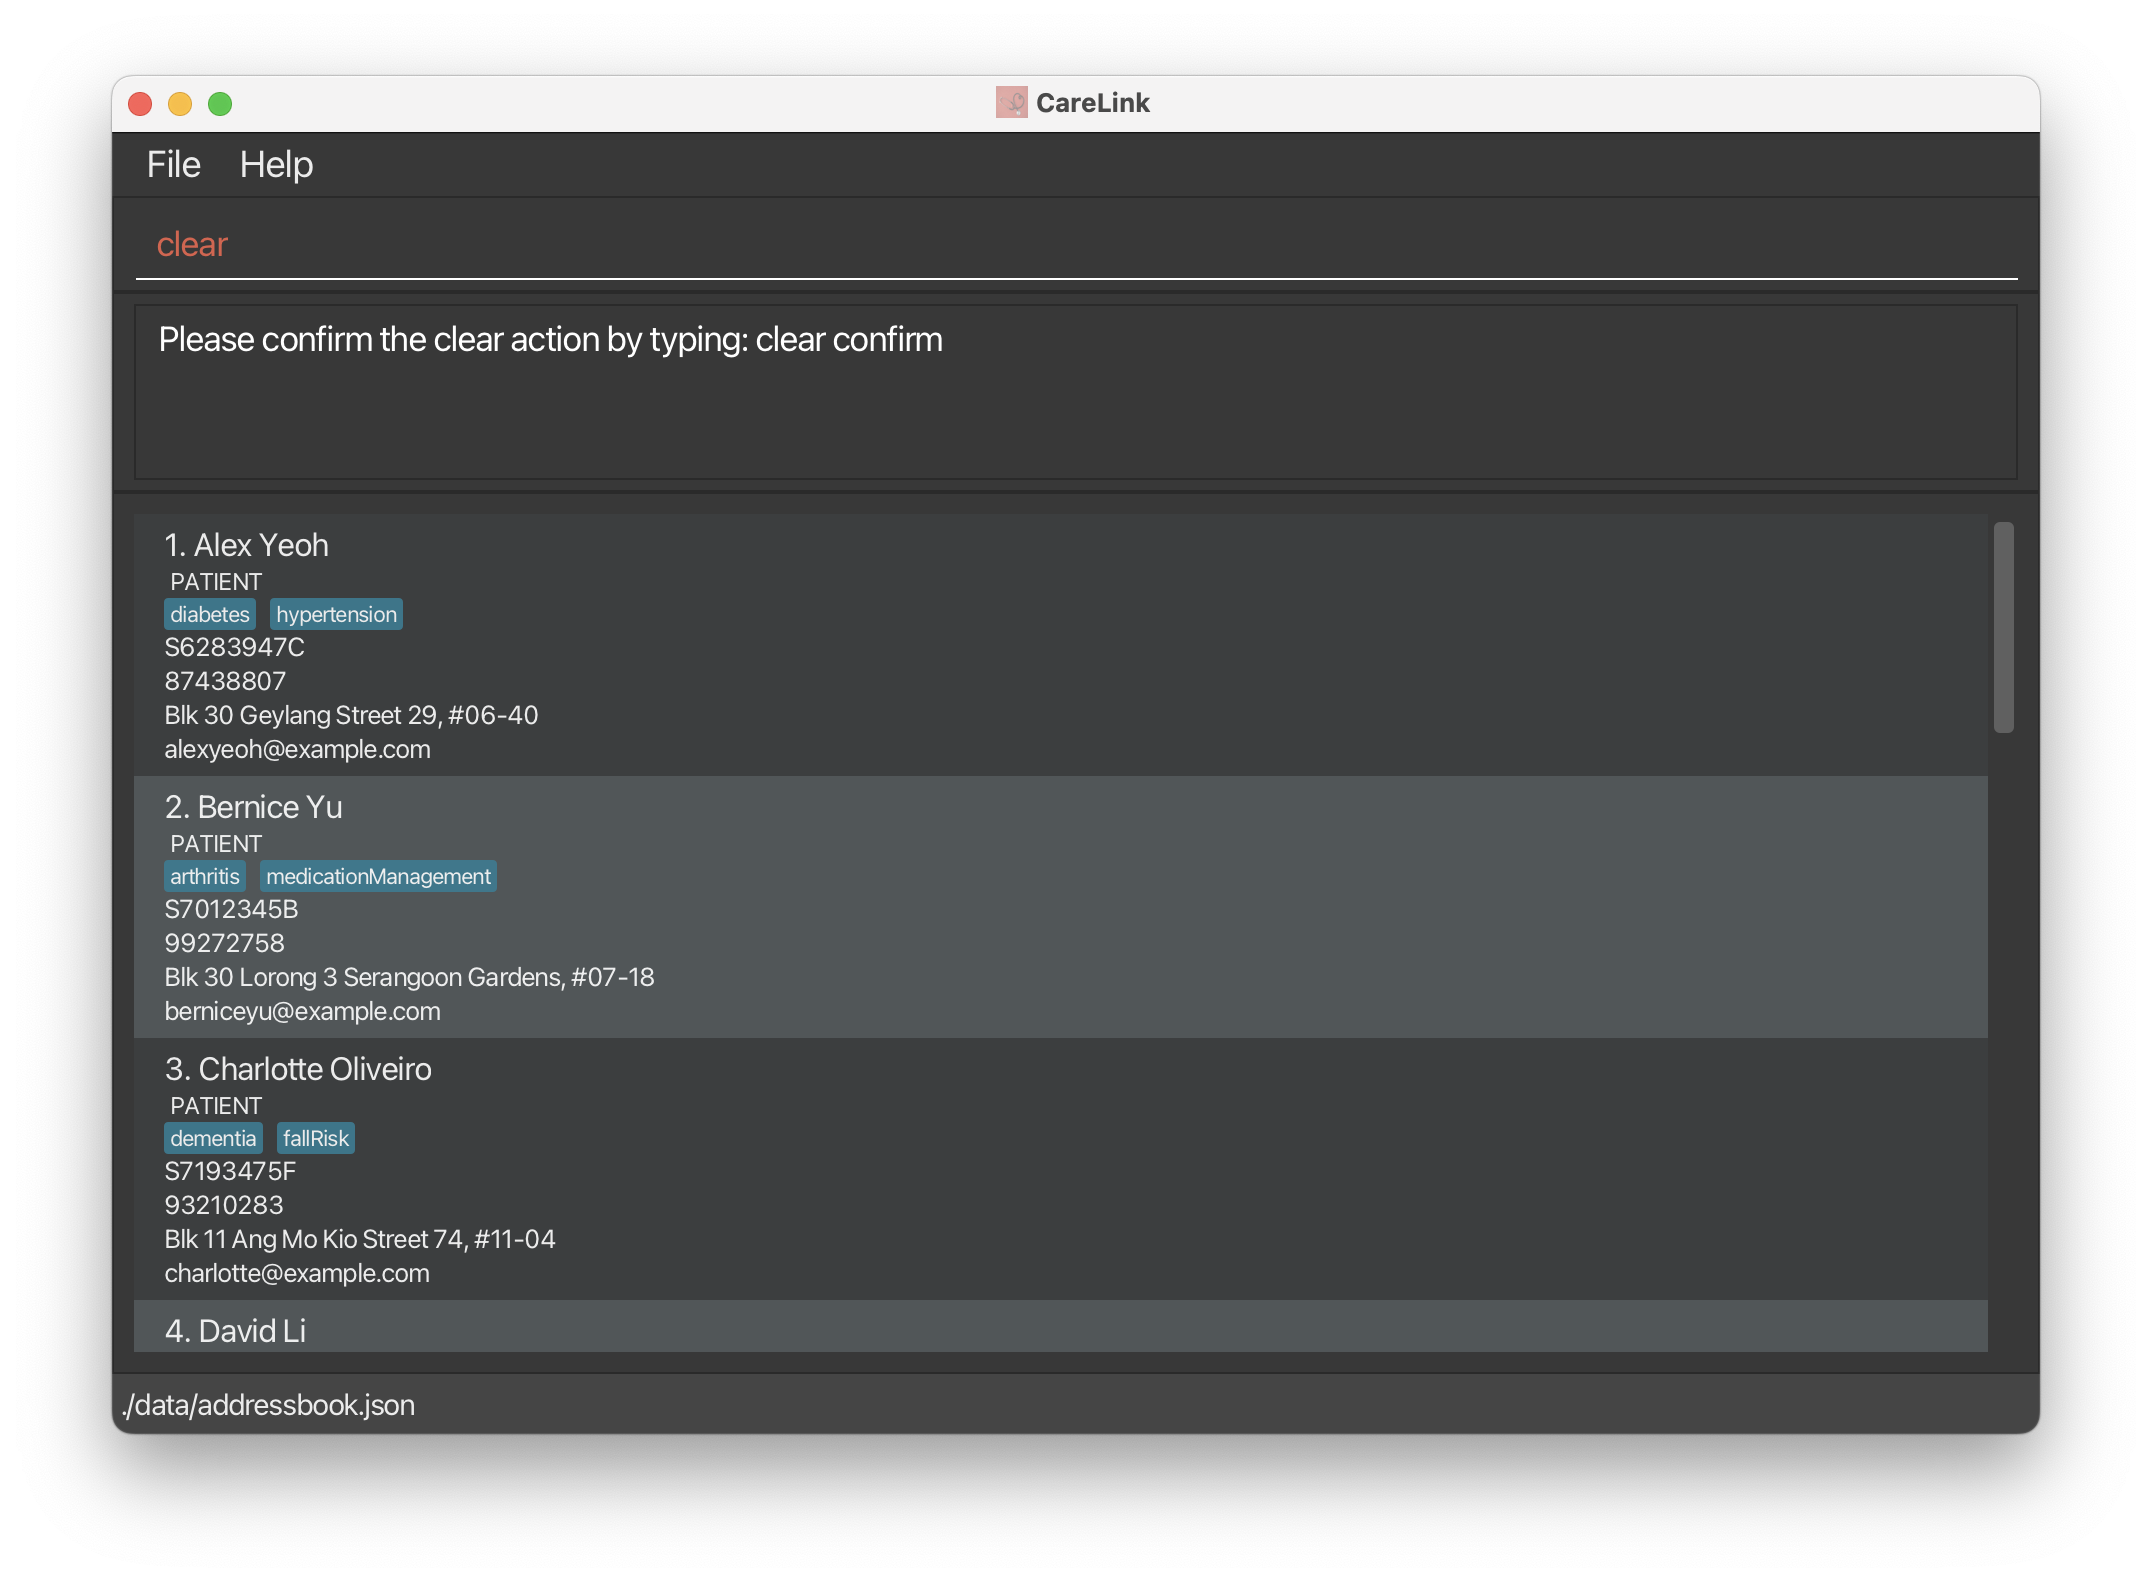 CareLink
File Help
clear
Please confirm the clear action by typing: clear confirm
1. Alex Yeoh
PATIENT
diabetes hypertension
S6283947C
87438807
Blk 30 Geylang Street 29, #06-40
alexyeoh@example.com
2. Bernice Yu
PATIENT
arthritis medicationManagement
S7012345B
99272758
Blk 30 Lorong 3 Serangoon Gardens, #07-18
berniceyu@example.com
3. Charlotte Oliveiro
PATIENT
dementia fallRisk
S7193475F
93210283
Blk 11 Ang Mo Kio Street 74, #11-04
charlotte@example.com
4. David Li
./data/addressbook.json